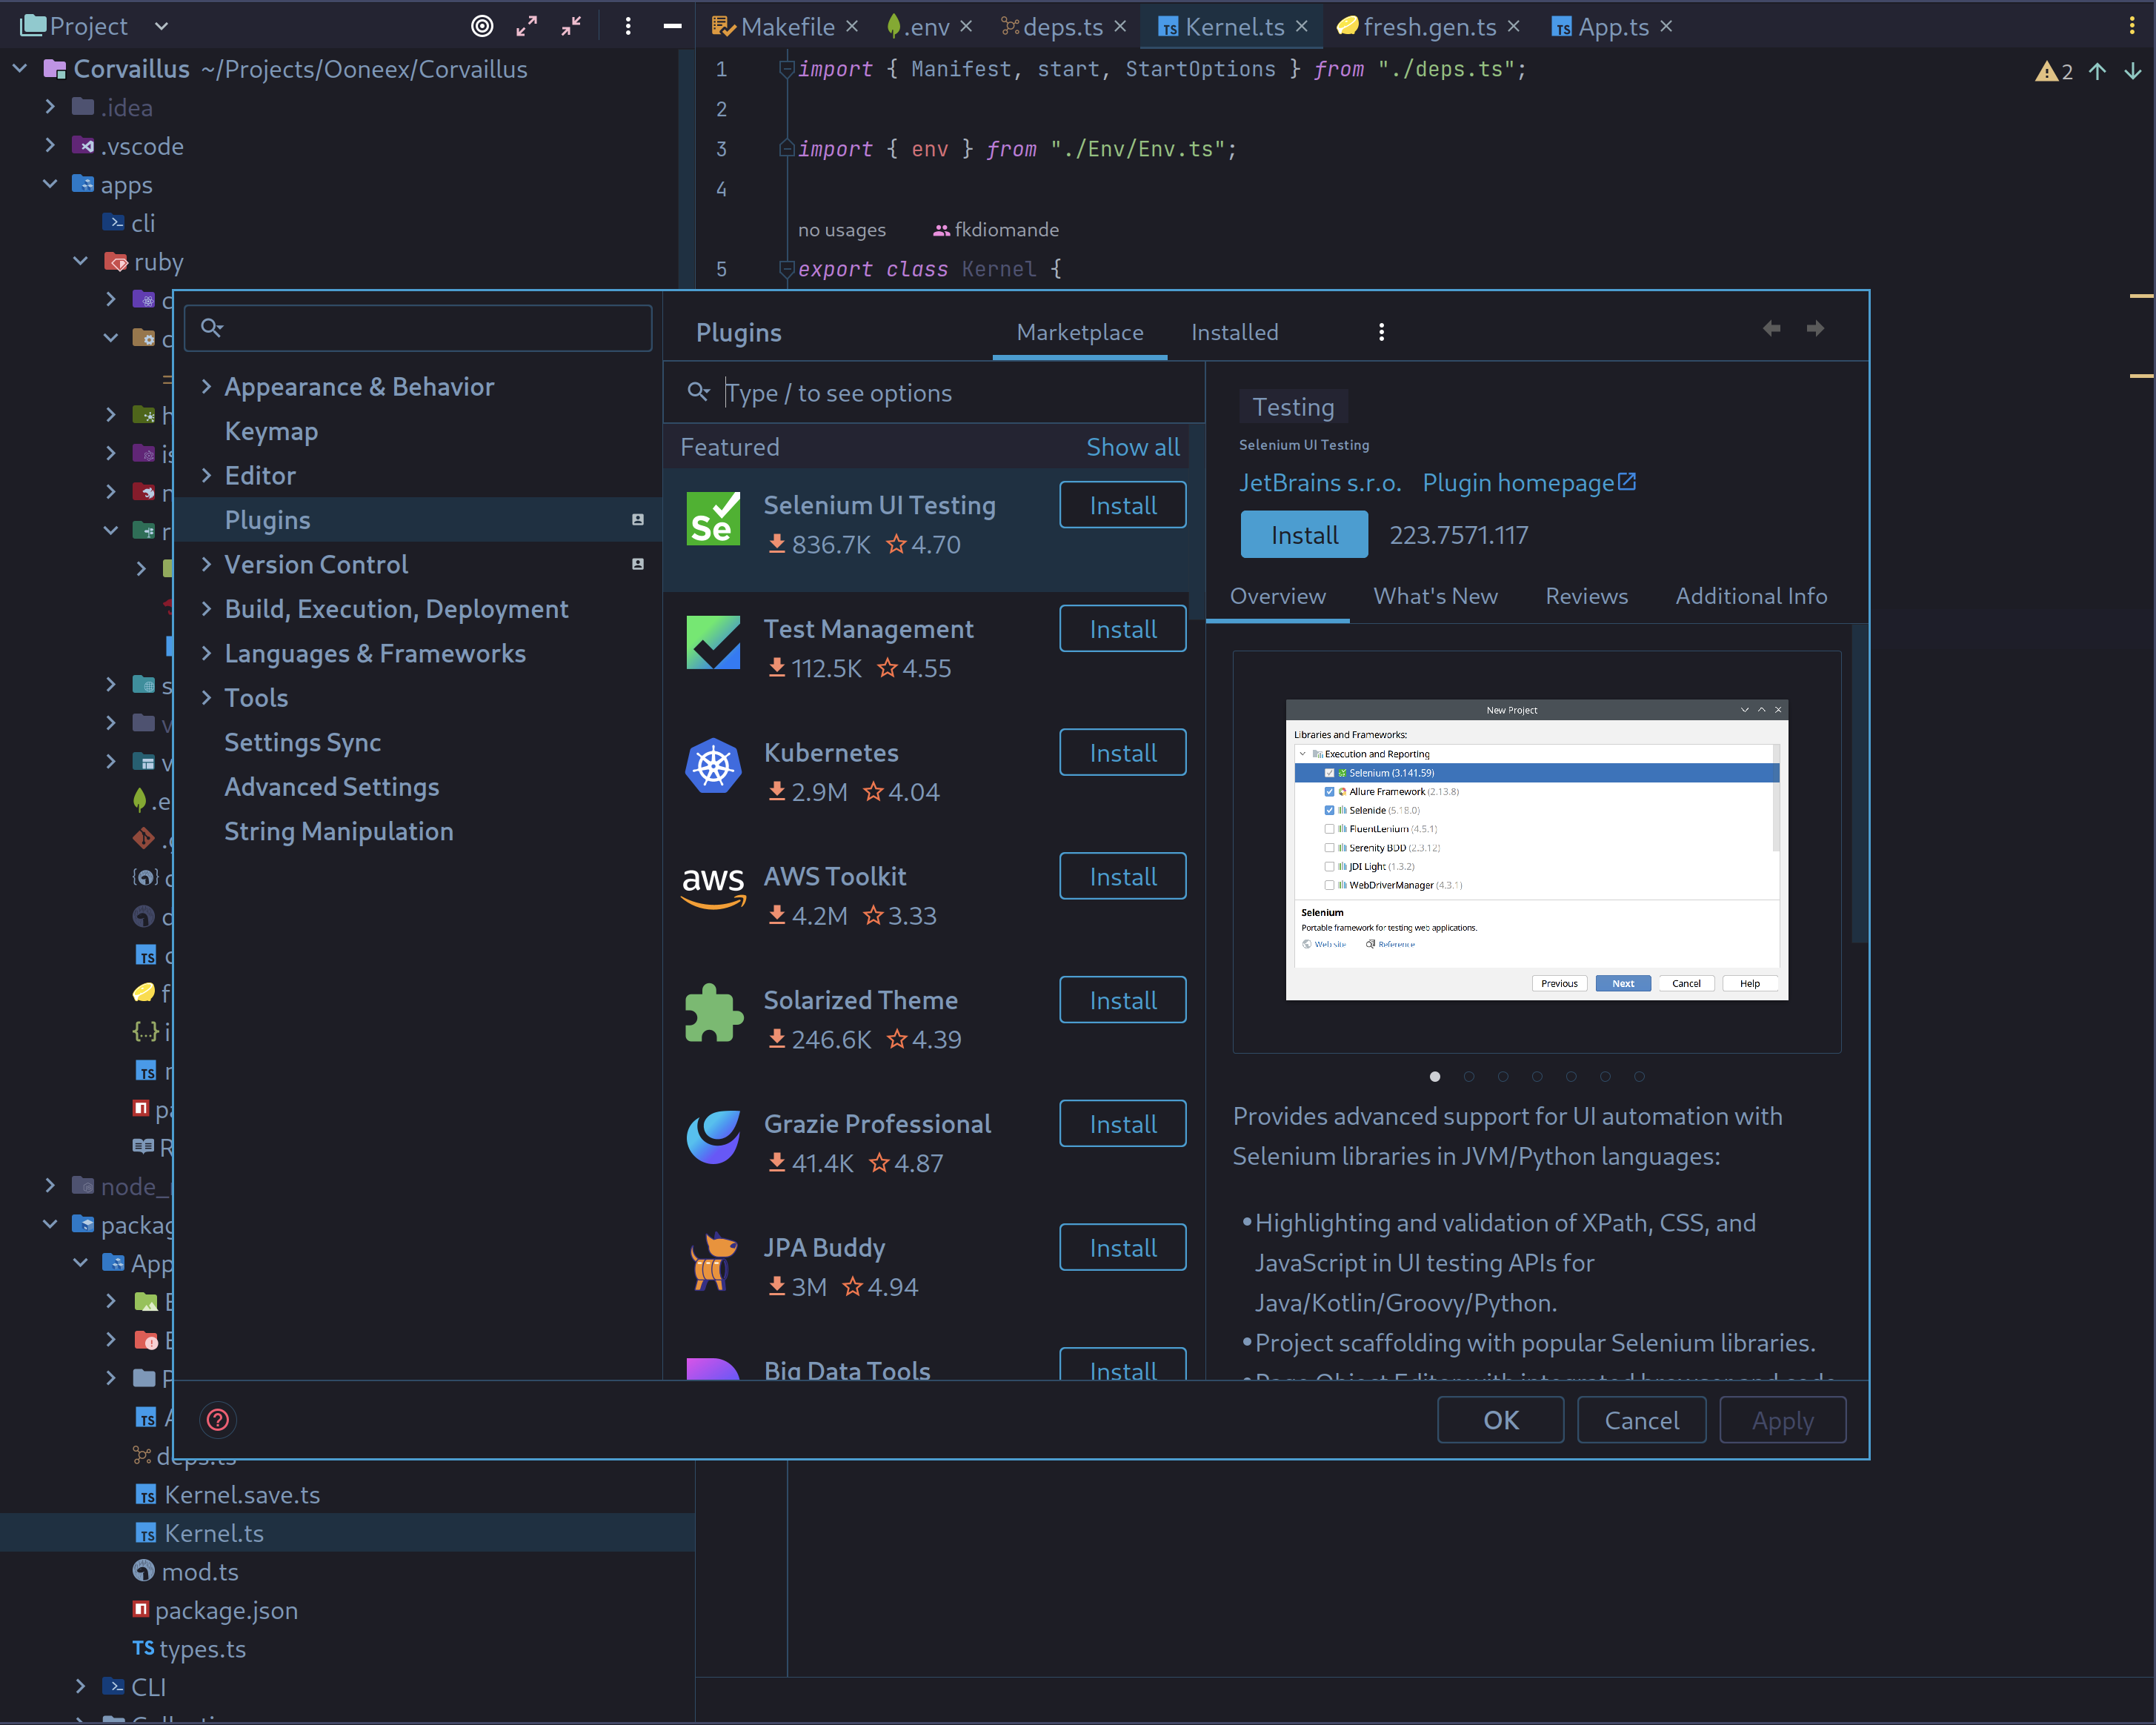 Project
Makefile
.env
deps.ts
Kernel.ts
fresh.gen.ts
App.ts
Corvaillus ~/Projects/Ooneex/Corvaillus
.idea
.vscode
apps
cli
ruby
node_
packag
App
deps.ts
Kernel.save.ts
Kernel.ts
mod.ts
package.json
types.ts
CLI
1 import { Manifest, start, StartOptions } from "./deps.ts";
2
3 import { env } from "./Env/Env.ts";
4
no usages fkdiomande
5 export class Kernel {
2
Appearance & Behavior
Keymap
Editor
Plugins
Version Control
Build, Execution, Deployment
Languages & Frameworks
Tools
Settings Sync
Advanced Settings
String Manipulation
Plugins Marketplace Installed
Type / to see options
Featured Show all
Selenium UI Testing Install
836.7K 4.70
Test Management Install
112.5K 4.55
Kubernetes Install
2.9M 4.04
AWS Toolkit Install
aws
4.2M 3.33
Solarized Theme Install
246.6K 4.39
Grazie Professional Install
41.4K 4.87
JPA Buddy Install
3M 4.94
Big Data Tools Install
Testing
Selenium UI Testing
JetBrains s.r.o. Plugin homepage
Install 223.7571.117
Overview What's New Reviews Additional Info
New Project
Libraries and Frameworks:
Execution and Reporting
Selenium (3.141.59)
Allure Framework (2.13.8)
Selenide (5.18.0)
FluentLenium (4.5.1)
Serenity BDD (2.3.12)
JDI Light (1.3.2)
WebDriverManager (4.3.1)
Selenium
Portable framework for testing web applications.
Website Reference
Previous Next Cancel Help
Provides advanced support for UI automation with
Selenium libraries in JVM/Python languages:
•Highlighting and validation of XPath, CSS, and
JavaScript in UI testing APIs for
Java/Kotlin/Groovy/Python.
•Project scaffolding with popular Selenium libraries.
•Page Object Editor with integrated browser and code
OK Cancel Apply